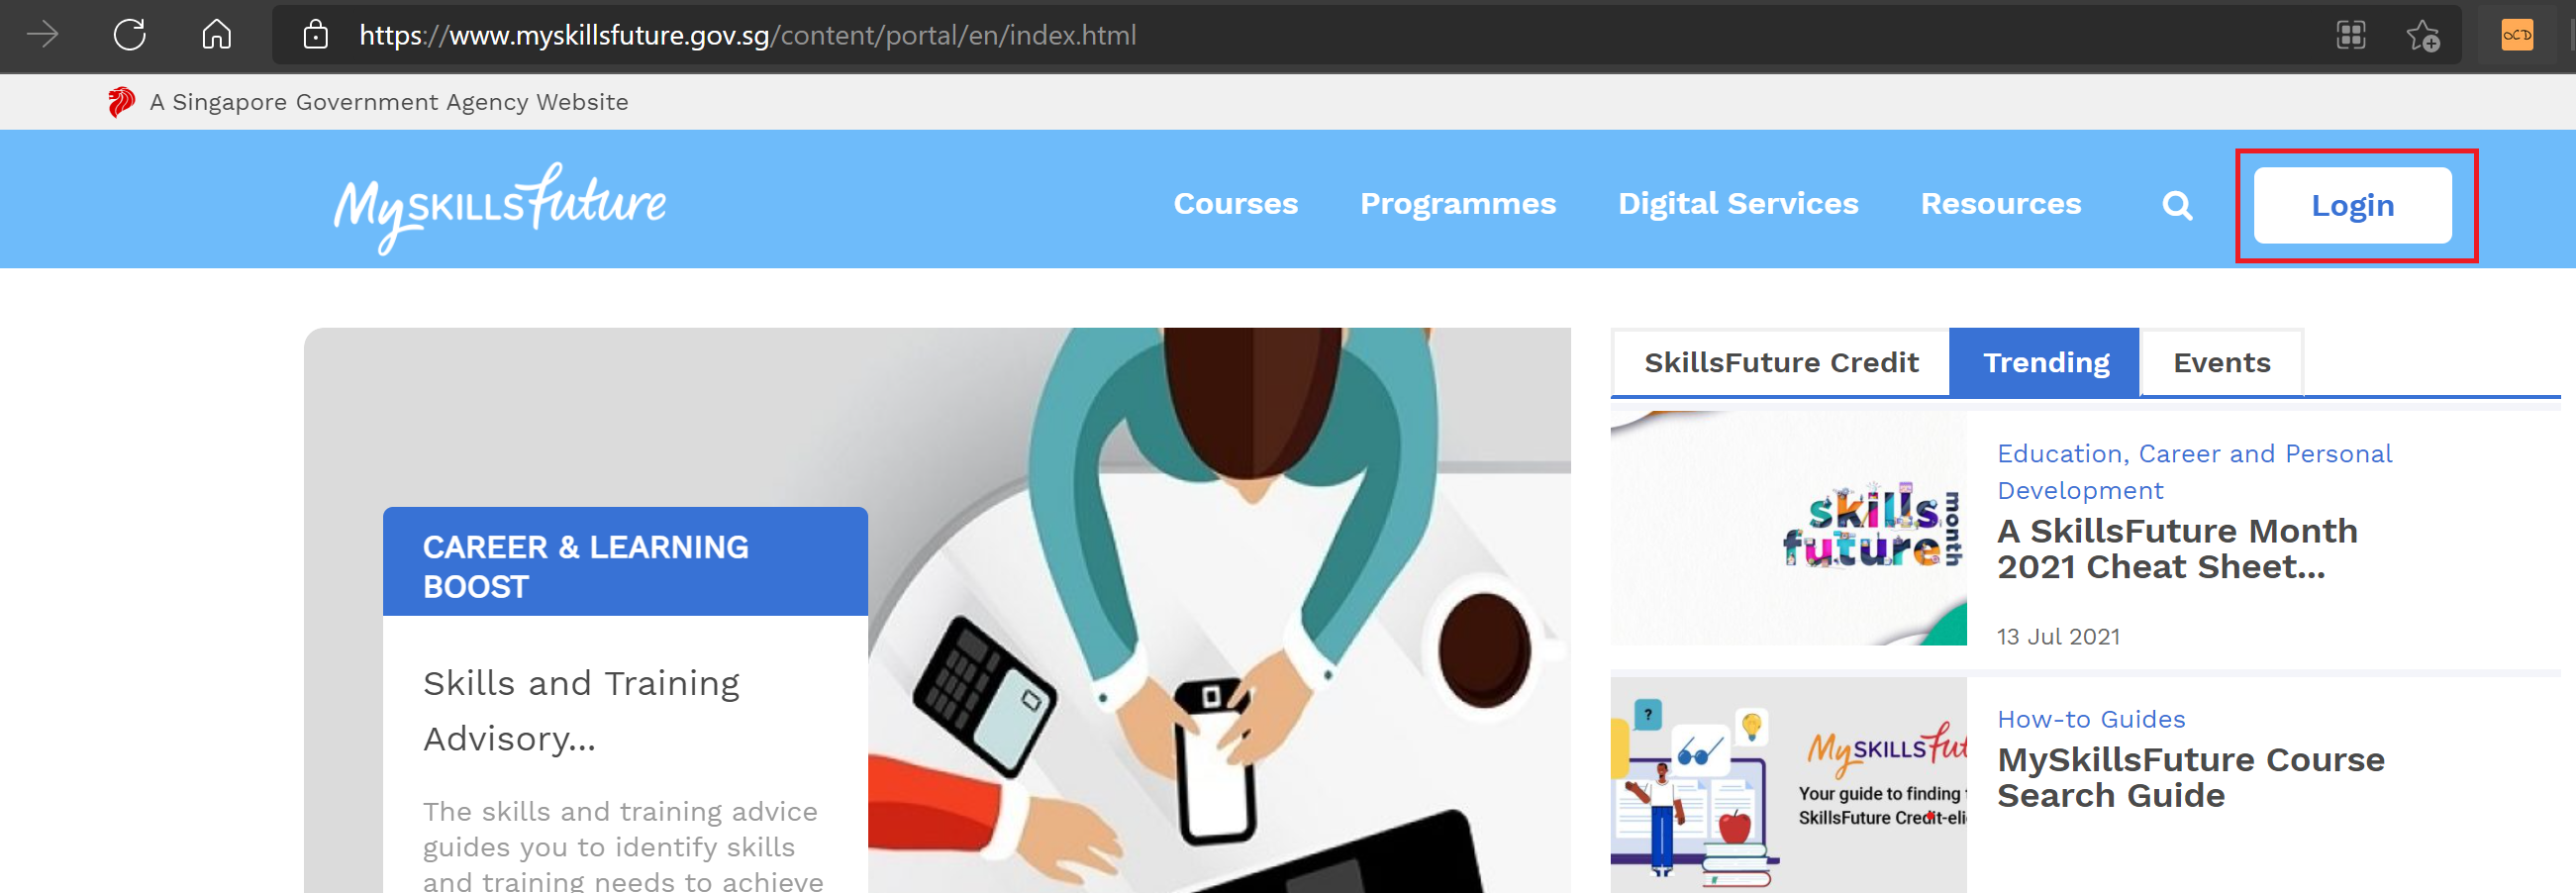 https://www.myskillsfuture.gov.sg/content/portal/en/index.html
OCD
A Singapore Government Agency Website
MySKILLSfuture
Courses
Programmes
Digital Services
Resources
Login
SkillsFuture Credit
Trending
Events
CAREER & LEARNING
BOOST
Skills and Training
Advisory...
The skills and training advice
guides you to identify skills
and training needs to achieve
skills
future
month
Education, Career and Personal
Development
A SkillsFuture Month
2021 Cheat Sheet...
13 Jul 2021
?
MySKILLSfut
Your guide to finding
SkillsFuture Credit-eli
How-to Guides
MySkillsFuture Course
Search Guide